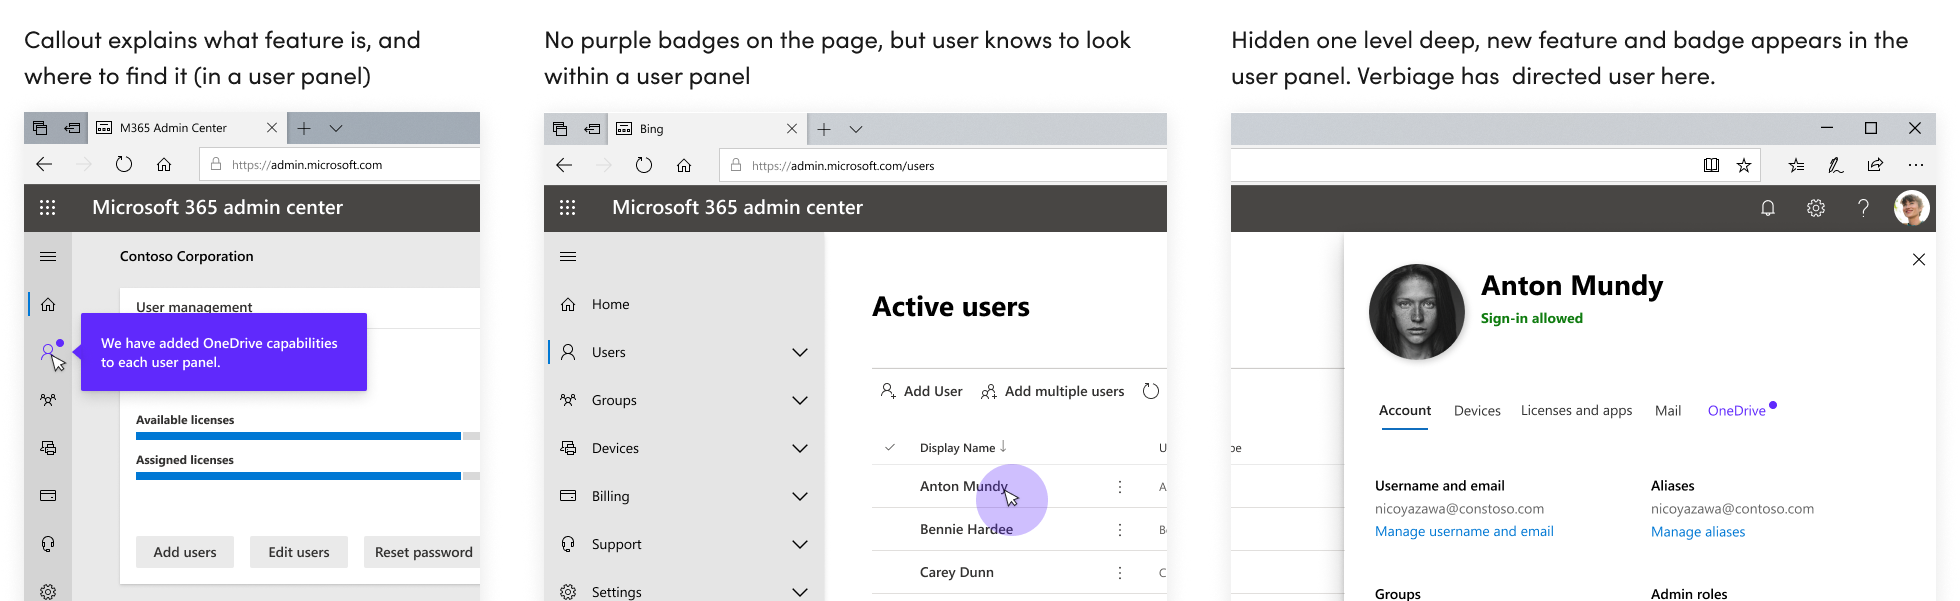 Callout explains what feature is, and
where to find it (in a user panel)
M365 Admin Center
https://admin.microsoft.com
Microsoft 365 admin center
Contoso Corporation
User management
We have added OneDrive capabilities
to each user panel.
Available licenses
Assigned licenses
Add users
Edit users
Reset password
No purple badges on the page, but user knows to look
within a user panel
Bing
https://admin.microsoft.com/users
Microsoft 365 admin center
Home
Users
Groups
Devices
Billing
Support
Settings
Active users
Add User
Add multiple users
Display Name
U
Anton Mundy
A
Bennie Hardee
Be
Carey Dunn
C
Hidden one level deep, new feature and badge appears in the
user panel. Verbiage has directed user here.
pe
Anton Mundy
Sign-in allowed
Account
Devices
Licenses and apps
Mail
OneDrive
Username and email
nicoyazawa@constoso.com
Manage username and email
Aliases
nicoyazawa@contoso.com
Manage aliases
Groups
Admin roles